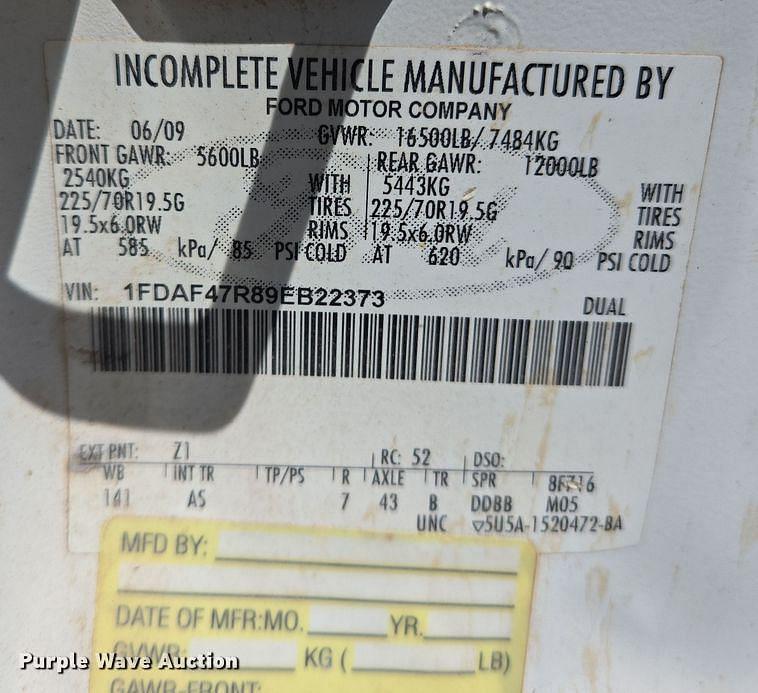 INCOMPLETE VEHICLE MANUFACTURED BY
FORD MOTOR COMPANY
DATE: 06/09 GVWR: 16500LB/ 7484KG
FRONT GAWR: 5600LB REAR GAWR: 12000LB
2540KG WITH 5443KG WITH
225/70R19.5G TIRES 225/70R19.5G TIRES
19.5x6.0RW RIMS 19.5x6.0RW RIMS
AT 585 kPa/ 85 PSI COLD AT 620 kPa/ 90 PSI COLD
VIN: 1FDAF47R89EB22373 DUAL
EXT PNT: Z1 RC: 52 DSO:
WB INT TR TP/PS R AXLE TR SPR
141 AS 7 43 B DDBB M05
UNC ▽5U5A-1520472-BA
MFD BY:
DATE OF MFR:MO. YR.
GVWR: KG ( LB)
GAWR-FRONT:
Purple Wave Auction